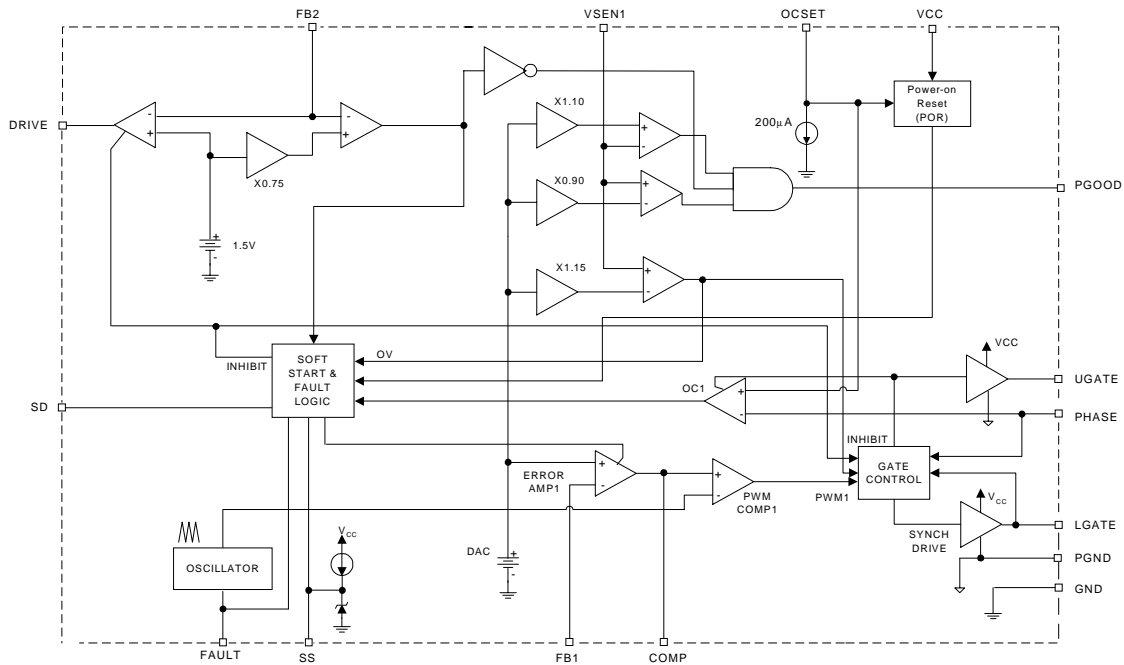 FB2
VSEN1
OCSET
VCC
DRIVE
-
+
-
+
X0.75
+
-
1.5V
X1.10
+
-
X0.90
+
-
X1.15
+
-
200µA
Power-on
Reset
(POR)
PGOOD
INHIBIT
SOFT
START &
FAULT
LOGIC
OV
OC1
+
-
VCC
UGATE
SD
PHASE
INHIBIT
GATE
CONTROL
ERROR
AMP1
+
-
+
-
PWM
COMP1
PWM1
VCC
SYNCH
DRIVE
LGATE
OSCILLATOR
VCC
DAC
+
-
PGND
GND
FAULT
SS
FB1
COMP